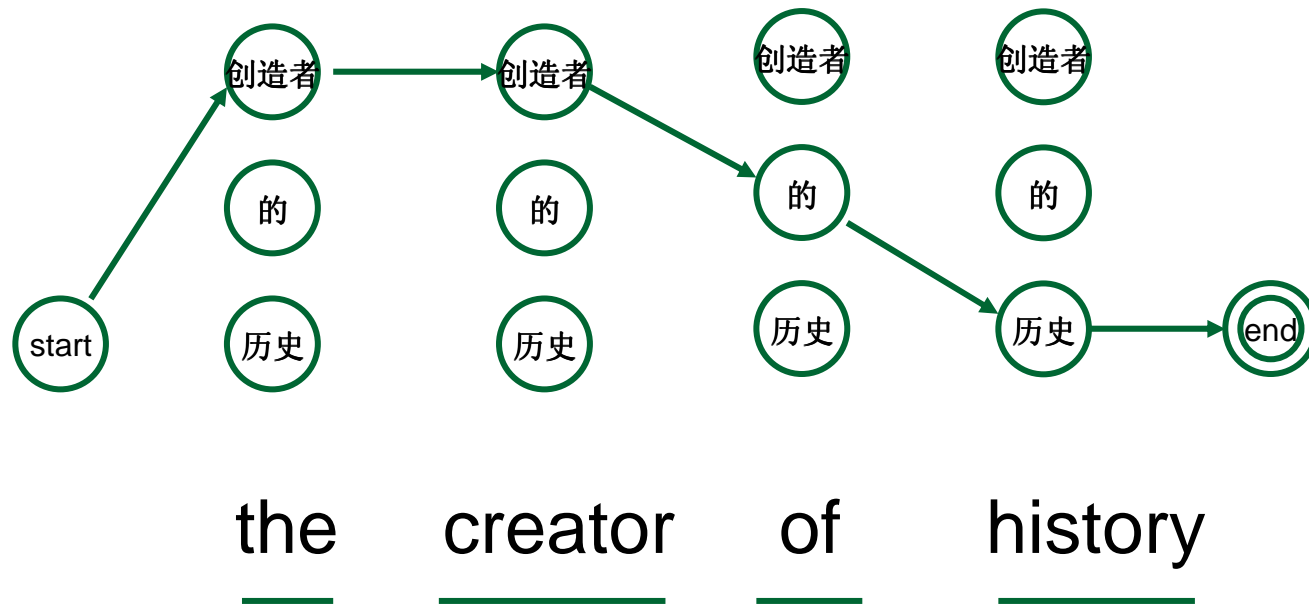 创造者 创造者 创造者 创造者
的 的 的 的
start 历史 历史 历史 历史 end
the creator of history